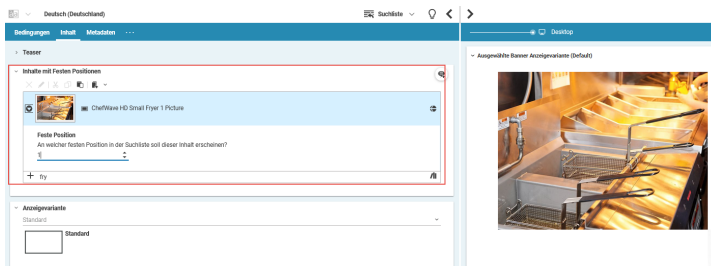 Deutsch (Deutschland)
Suchliste
Bedingungen Inhalt Metadaten ...
Desktop
Teaser
Ausgewählte Banner Anzeigevariante (Default)
Inhalte mit Festen Positionen
ChefWave HD Small Fryer 1 Picture
Feste Position
An welcher festen Position in der Suchliste soll dieser Inhalt erscheinen?
1
fry
Anzeigevariante
Standard
Standard